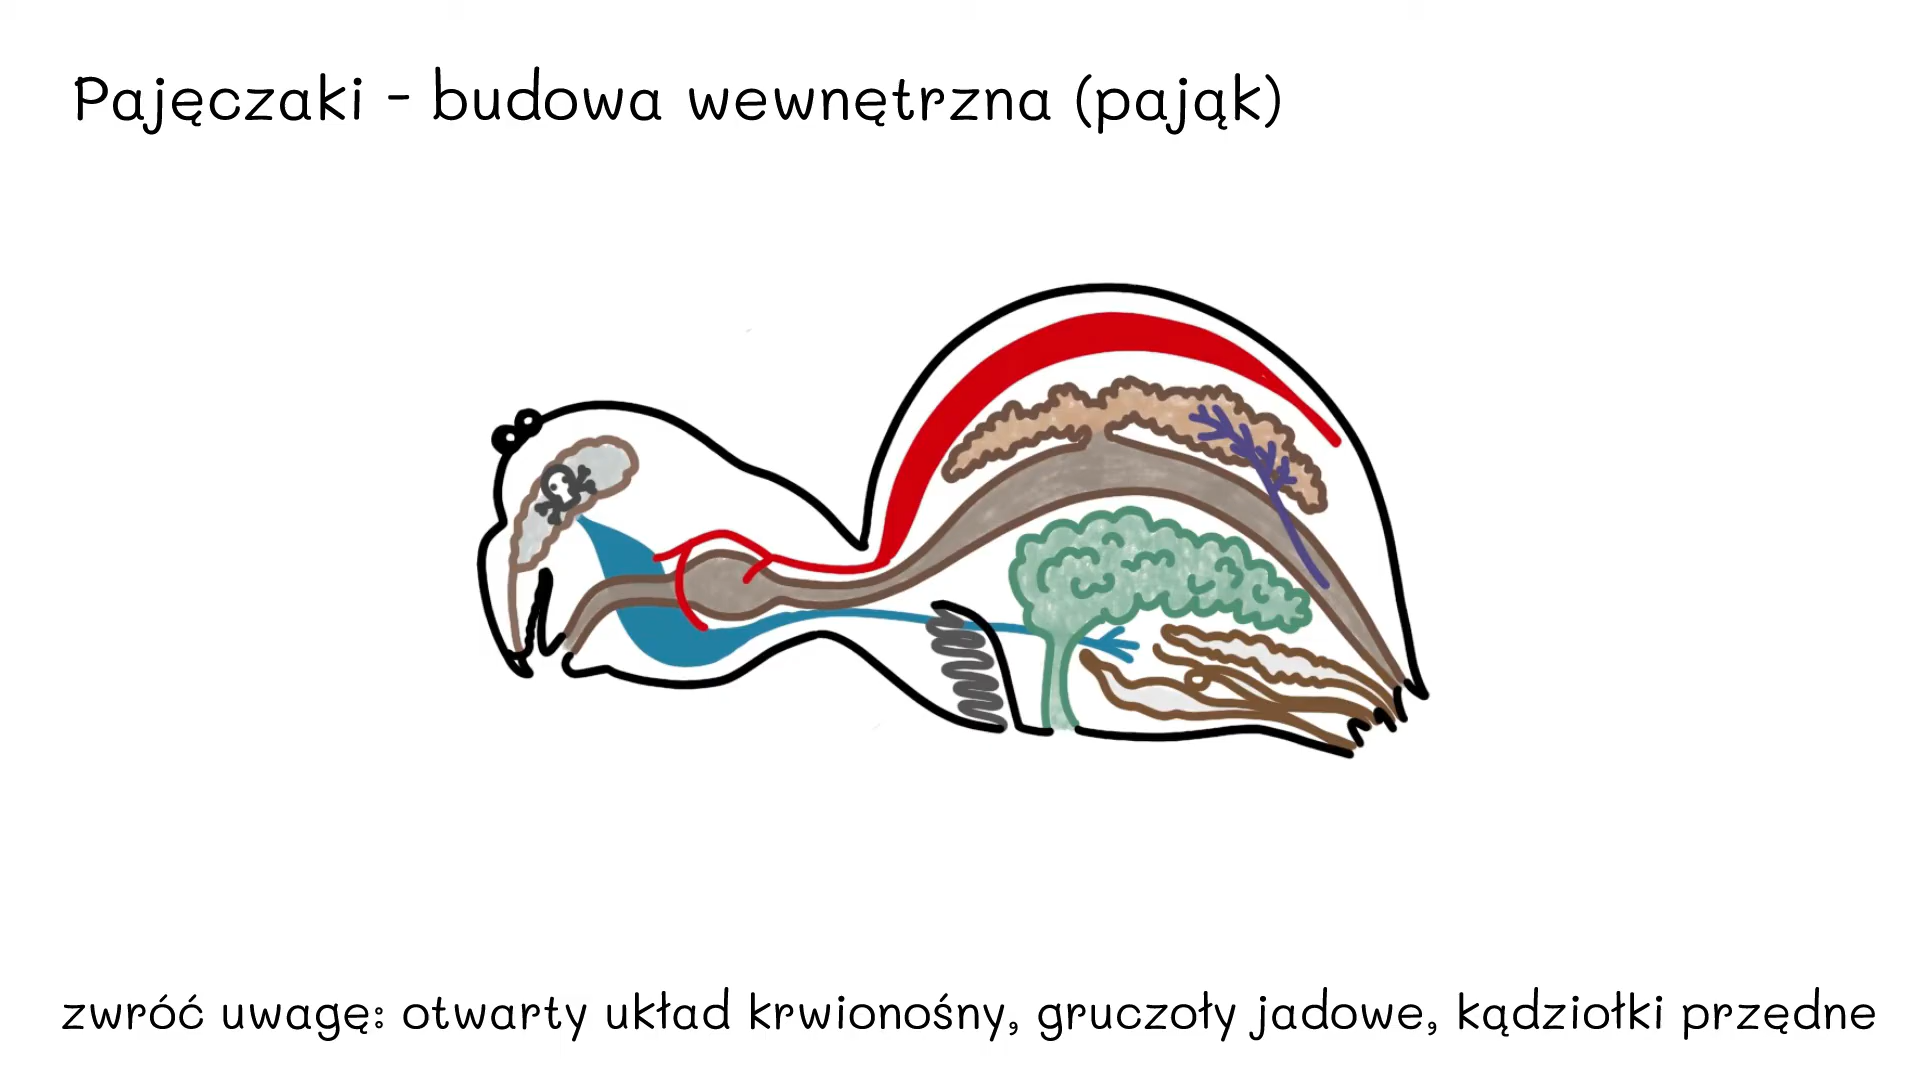 Pajęczaki - budowa wewnętrzna (pająk)
zwróć uwagę: otwarty układ krwionośny, gruczoły jadowe, kądziołki przędne